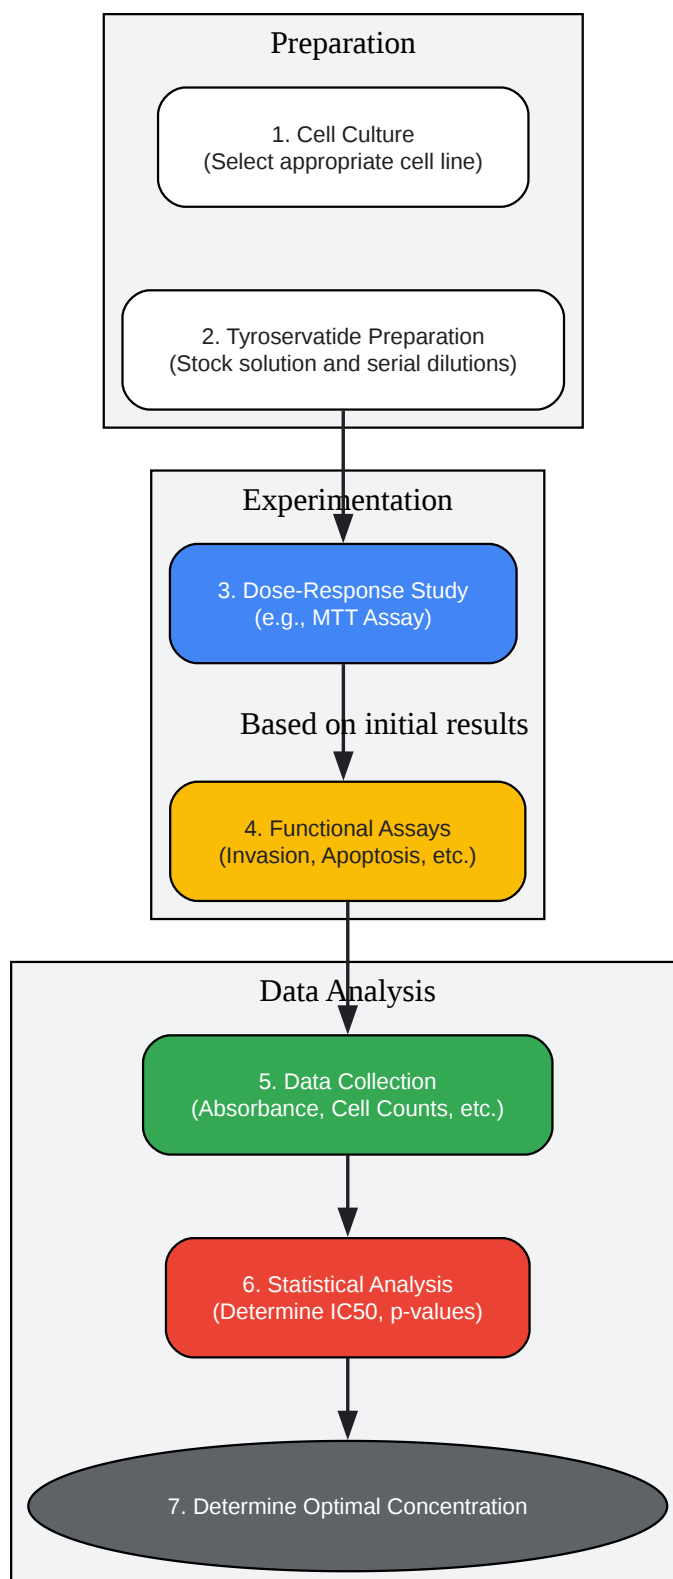 Preparation
1. Cell Culture
(Select appropriate cell line)
2. Tyroservatide Preparation
(Stock solution and serial dilutions)
Experimentation
3. Dose-Response Study
(e.g., MTT Assay)
Based on initial results
4. Functional Assays
(Invasion, Apoptosis, etc.)
Data Analysis
5. Data Collection
(Absorbance, Cell Counts, etc.)
6. Statistical Analysis
(Determine IC50, p-values)
7. Determine Optimal Concentration